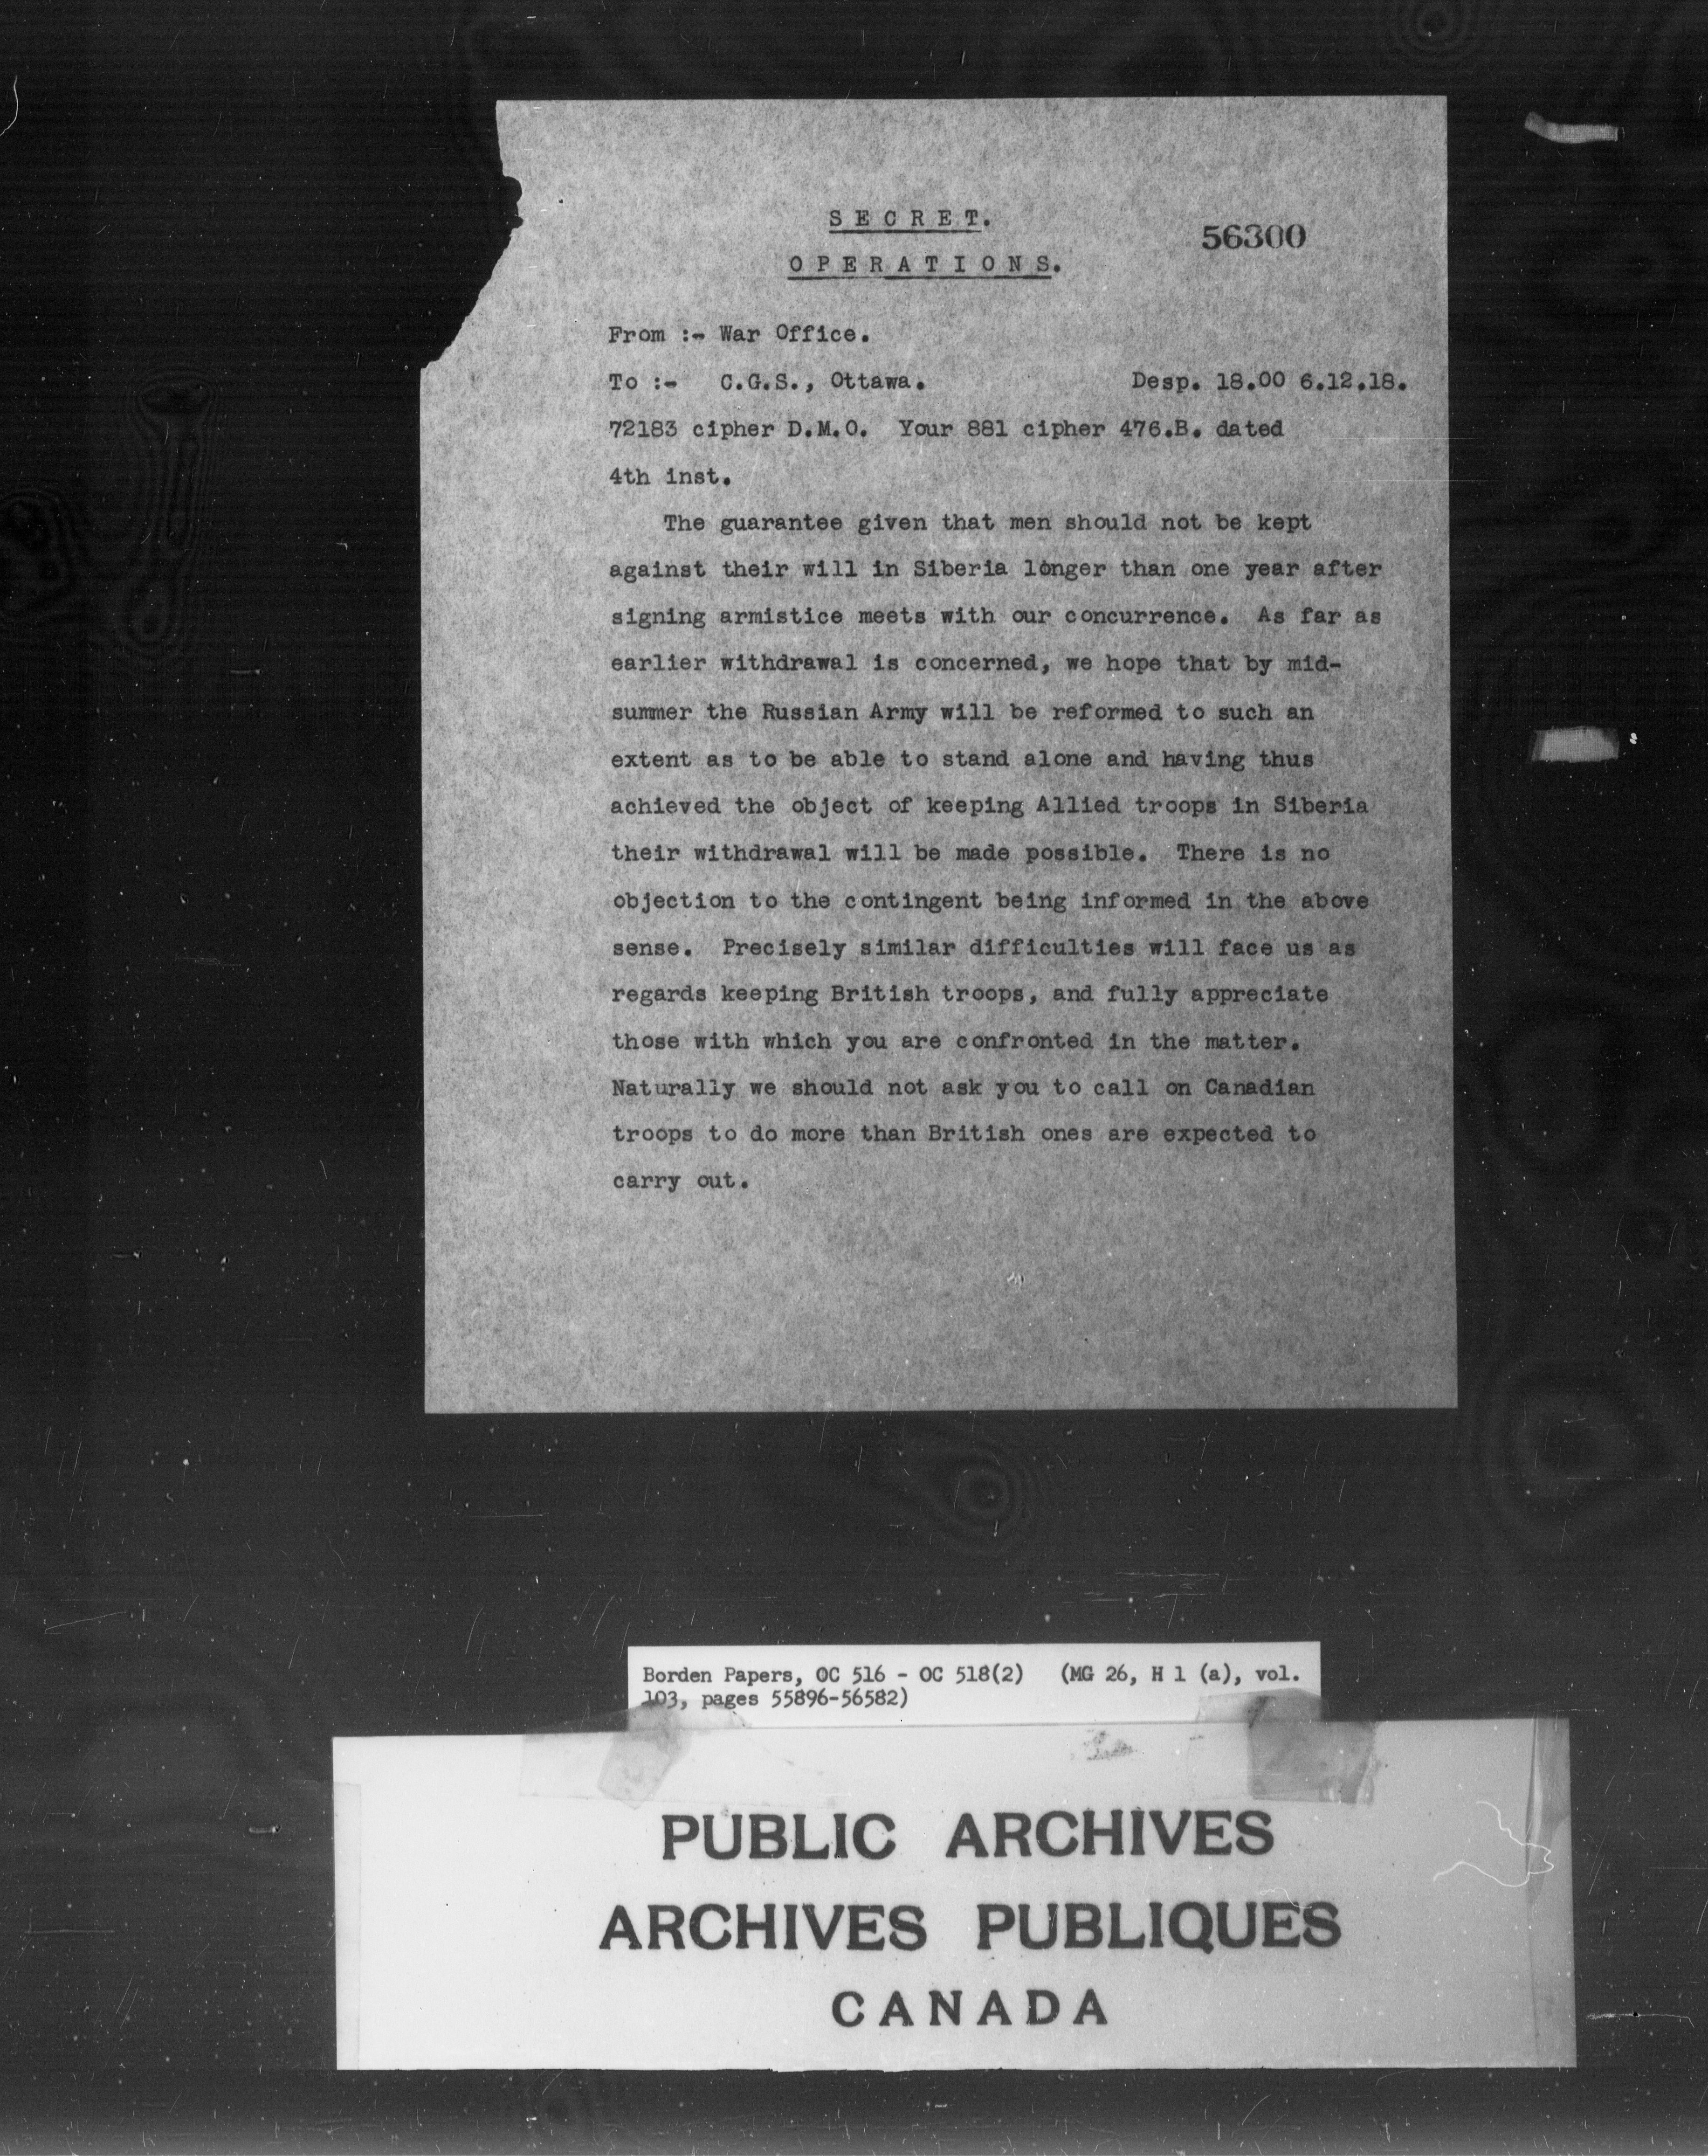 SECRET.
56300
OPERATIONS.
From :- War Office.
To :- C.G.S., Ottawa. Desp. 18.00 6.12.18.
72183 cipher D.M.O. Your 881 cipher 476.B. dated
4th inst.
The guarantee given that men should not be kept
against their will in Siberia longer than one year after
signing armistice meets with our concurrence. As far as
earlier withdrawal is concerned, we hope that by mid-
summer the Russian Army will be reformed to such an
extent as to be able to stand alone and having thus
achieved the object of keeping Allied troops in Siberia
their withdrawal will be made possible. There is no
objection to the contingent being informed in the above
sense. Precisely similar difficulties will face us as
regards keeping British troops, and fully appreciate
those with which you are confronted in the matter.
Naturally we should not ask you to call on Canadian
troops to do more than British ones are expected to
carry out.
Borden Papers, OC 516 - OC 518(2) (MG 26, H 1 (a), vol.
103, pages 55896-56582)
PUBLIC ARCHIVES
ARCHIVES PUBLIQUES
CANADA